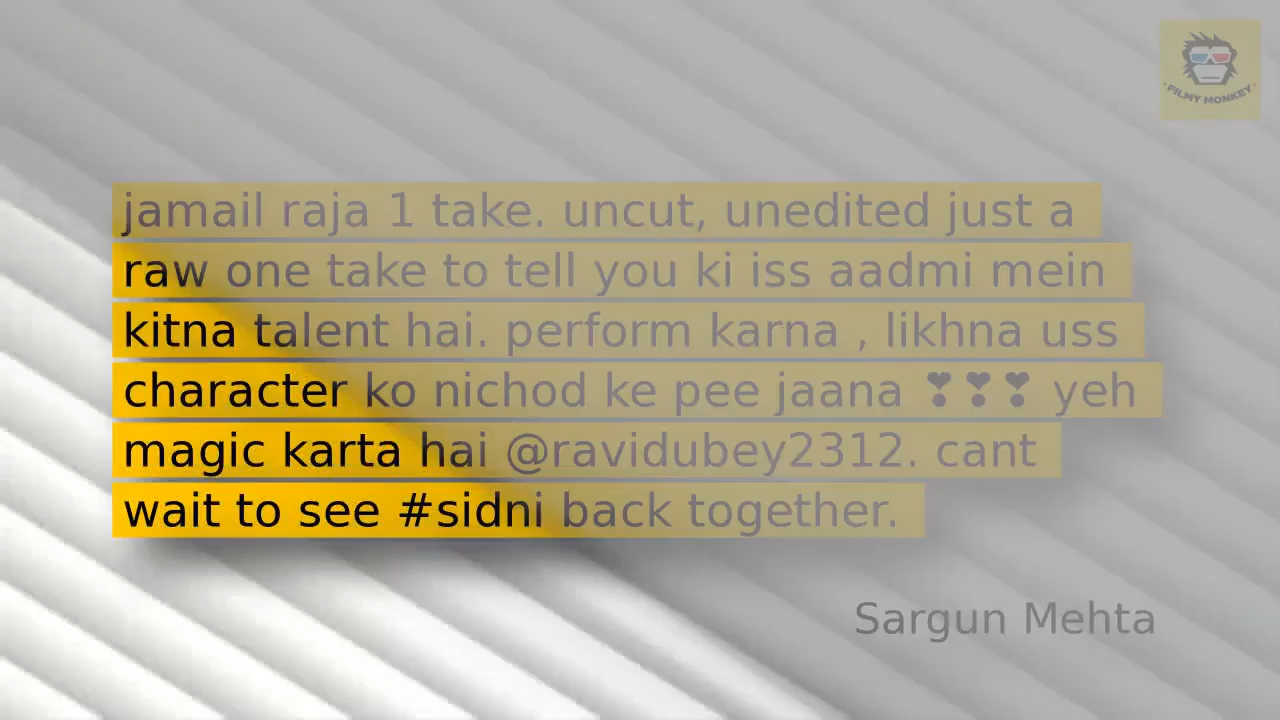 FILMY MONKEY
jamail raja 1 take. uncut, unedited just a
raw one take to tell you ki iss aadmi mein
kitna talent hai. perform karna , likhna uss
character ko nichod ke pee jaana ❣❣❣ yeh
magic karta hai @ravidubey2312. cant
wait to see #sidni back together.
Sargun Mehta